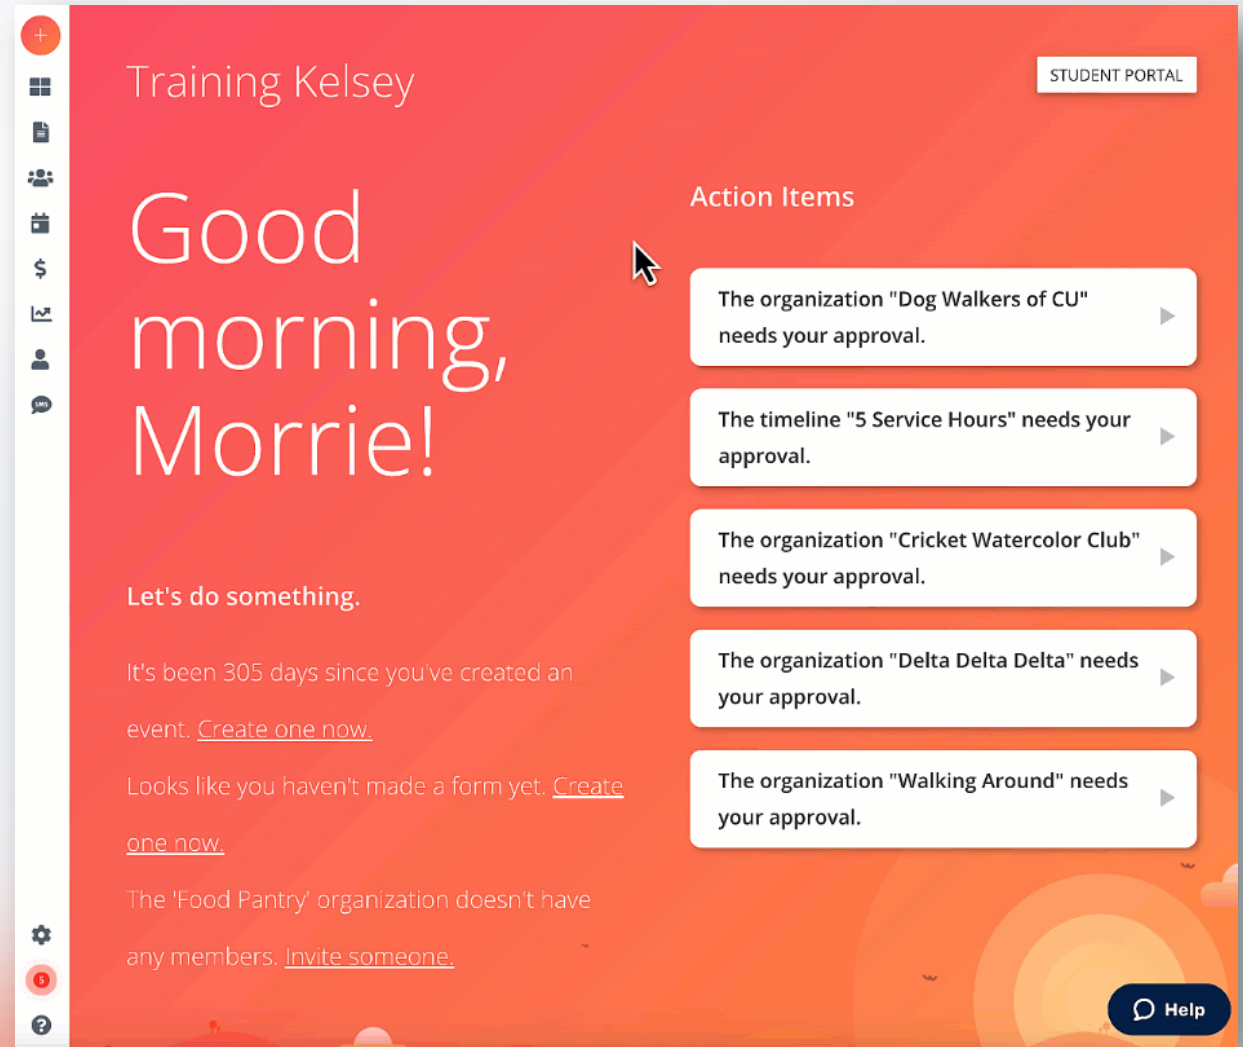 Training Kelsey
STUDENT PORTAL
Good
morning,
Morrie!
Let's do something.
It's been 305 days since you've created an
event. Create one now.
Looks like you haven't made a form yet. Create
one now.
The 'Food Pantry' organization doesn't have
any members. Invite someone.
Action Items
The organization "Dog Walkers of CU"
needs your approval.
The timeline "5 Service Hours" needs your
approval.
The organization "Cricket Watercolor Club"
needs your approval.
The organization "Delta Delta Delta" needs
your approval.
The organization "Walking Around" needs
your approval.
SMS
5
Help